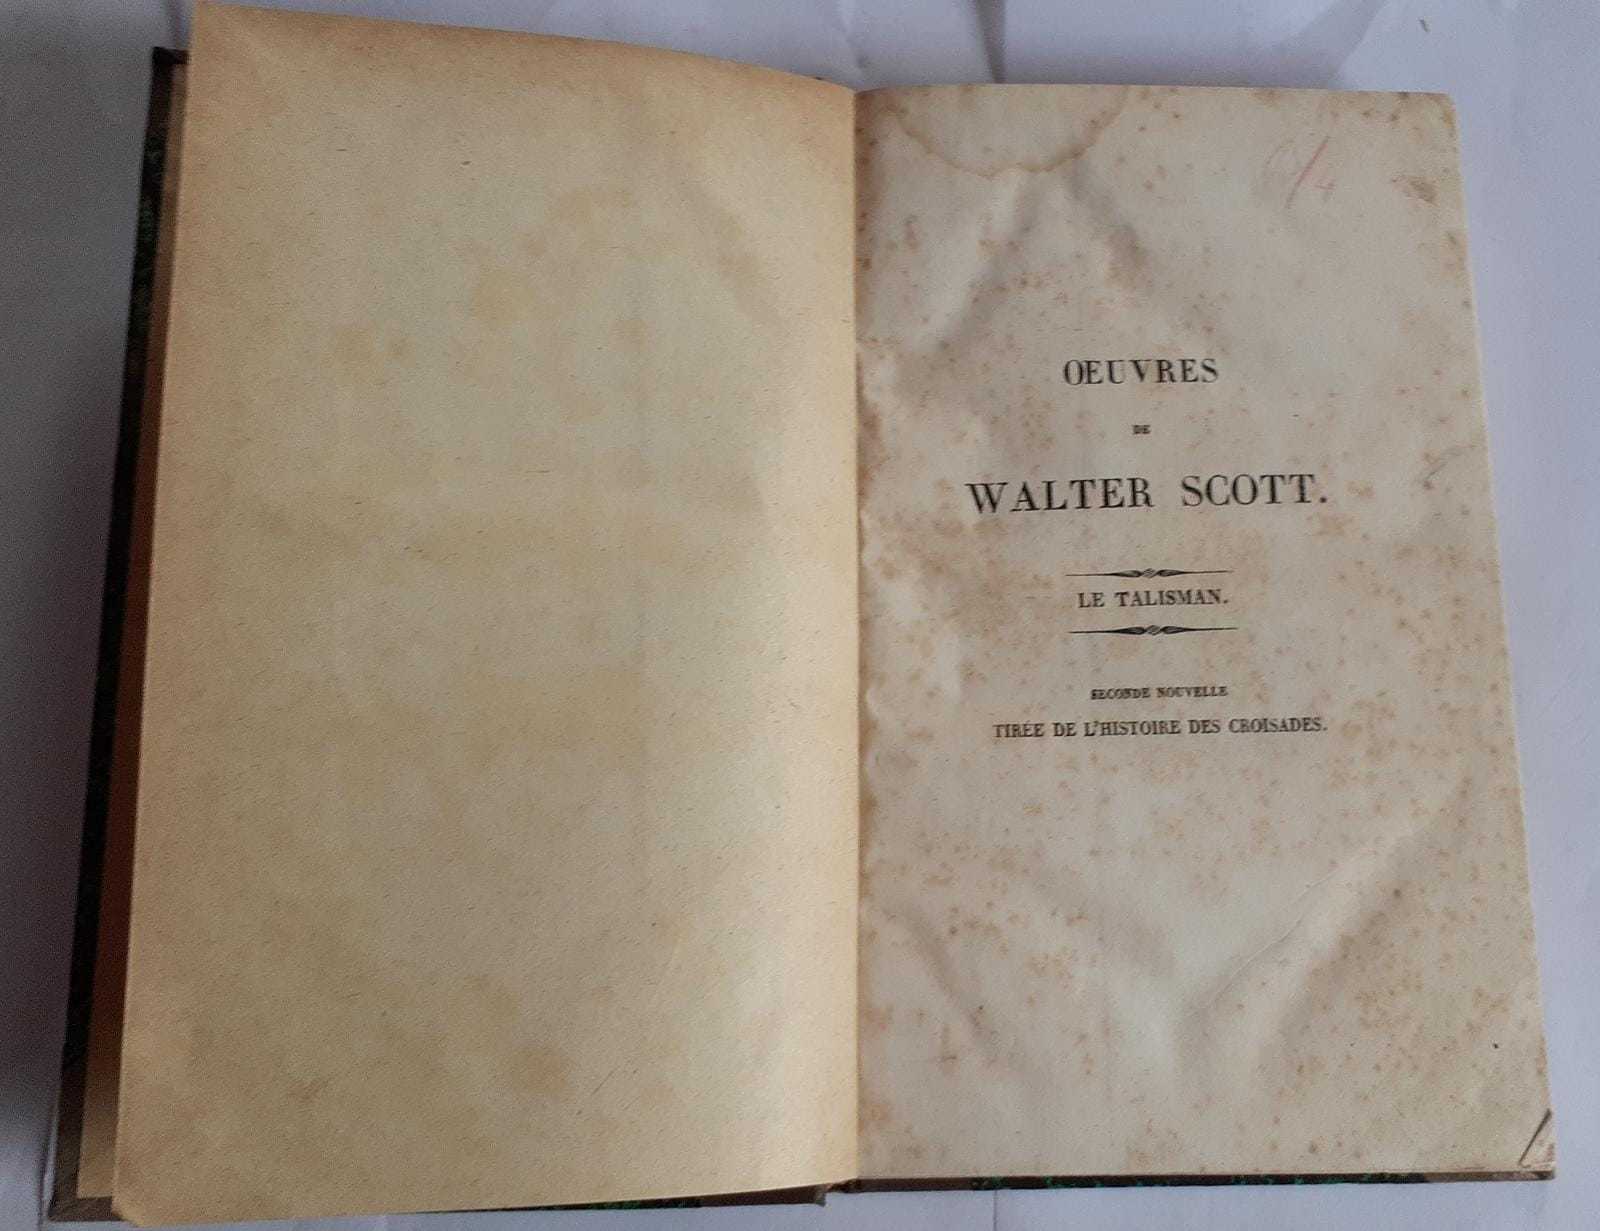 OEUVRES
DE
WALTER SCOTT.
LE TALISMAN.
SECONDE NOUVELLE
TIRÉE DE L'HISTOIRE DES CROISADES.